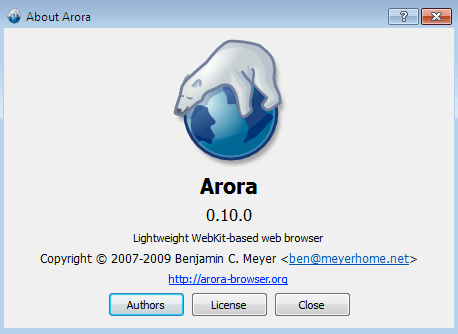 About Arora
Arora
0.10.0
Lightweight WebKit-based web browser
Copyright © 2007-2009 Benjamin C. Meyer <ben@meyerhome.net>
http://arora-browser.org
Authors License Close